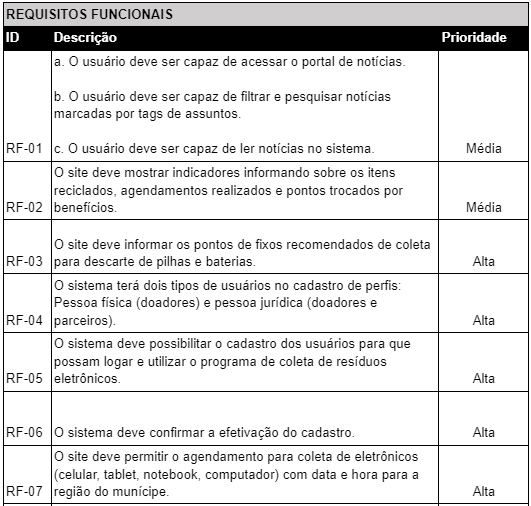 REQUISITOS FUNCIONAIS
ID Descrição Prioridade
a. O usuário deve ser capaz de acessar o portal de notícias.
b. O usuário deve ser capaz de filtrar e pesquisar notícias
marcadas por tags de assuntos.
RF-01 c. O usuário deve ser capaz de ler notícias no sistema. Média
O site deve mostrar indicadores informando sobre os itens
reciclados, agendamentos realizados e pontos trocados por
RF-02 benefícios. Média
O site deve informar os pontos de fixos recomendados de coleta
RF-03 para descarte de pilhas e baterias. Alta
O sistema terá dois tipos de usuários no cadastro de perfis:
Pessoa física (doadores) e pessoa jurídica (doadores e
RF-04 parceiros). Alta
O sistema deve possibilitar o cadastro dos usuários para que
possam logar e utilizar o programa de coleta de resíduos
RF-05 eletrônicos. Alta
RF-06 O sistema deve confirmar a efetivação do cadastro. Alta
O site deve permitir o agendamento para coleta de eletrônicos
(celular, tablet, notebook, computador) com data e hora para a
RF-07 região do munícipe. Alta